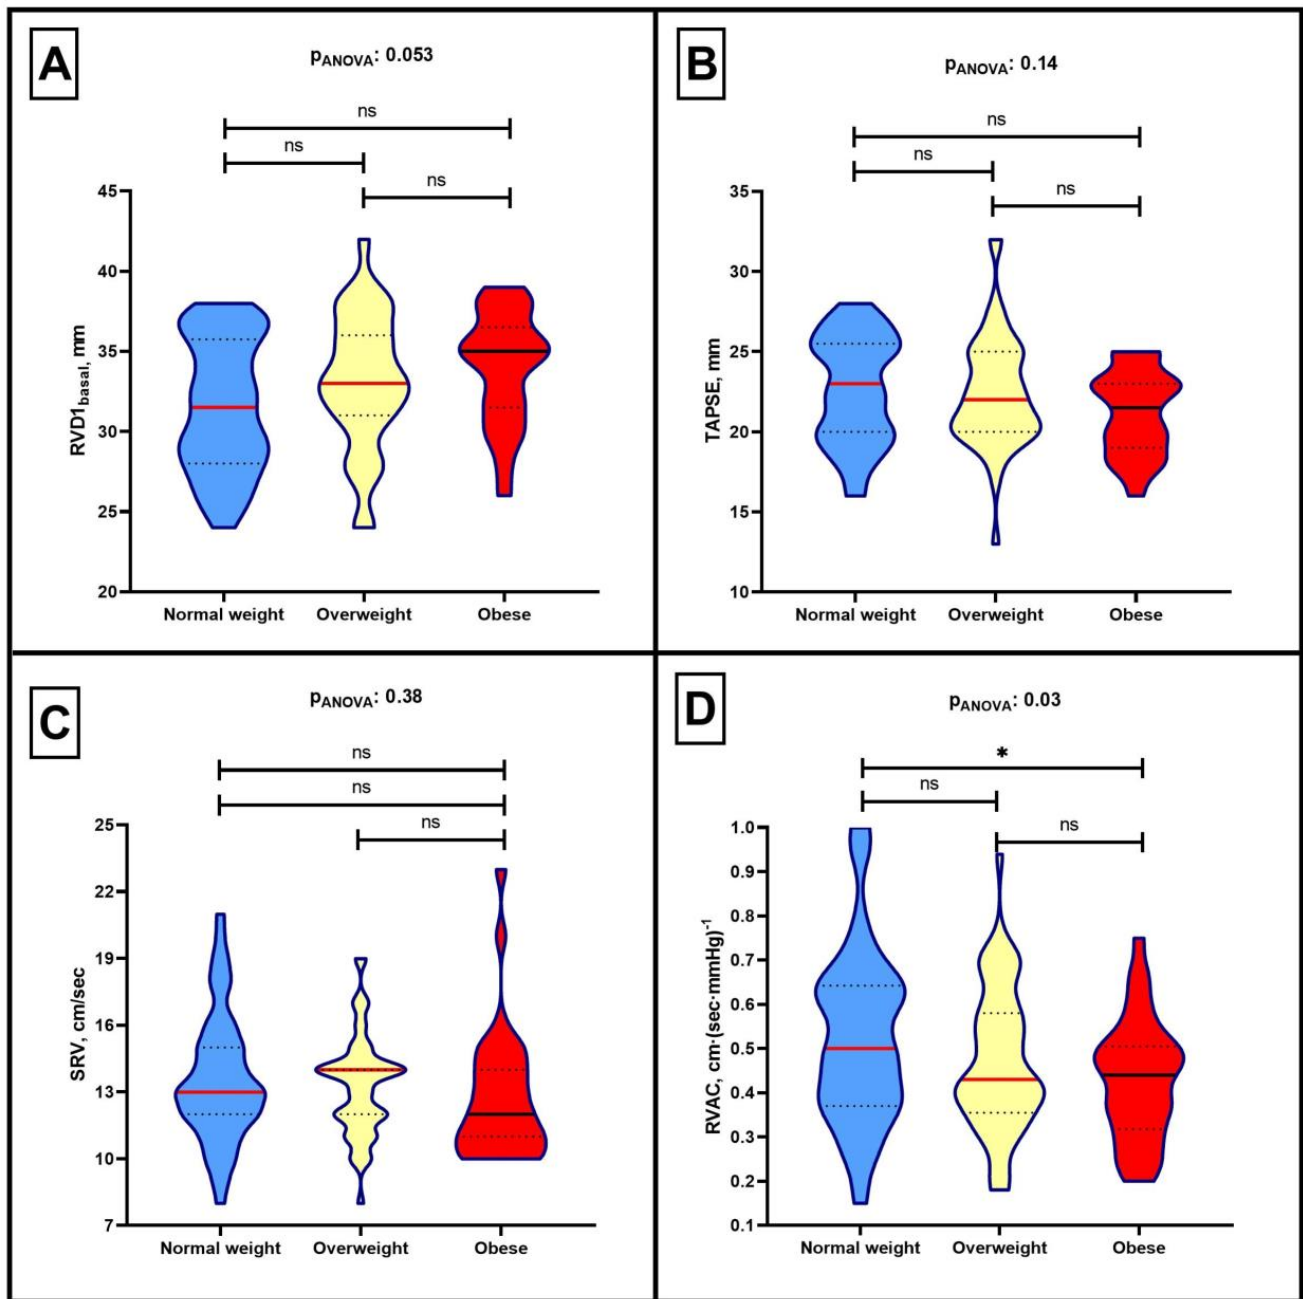 A
pANOVA: 0.053
ns
ns
ns
RVD1basal, mm
45
40
35
30
25
20
Normal weight
Overweight
Obese
B
pANOVA: 0.14
ns
ns
ns
TAPSE, mm
35
30
25
20
15
10
Normal weight
Overweight
Obese
C
pANOVA: 0.38
ns
ns
ns
SRV, cm/sec
25
22
19
16
13
10
7
Normal weight
Overweight
Obese
D
pANOVA: 0.03
*
ns
ns
RVAC, cm·(sec·mmHg)-1
1.0
0.9
0.8
0.7
0.6
0.5
0.4
0.3
0.2
0.1
Normal weight
Overweight
Obese